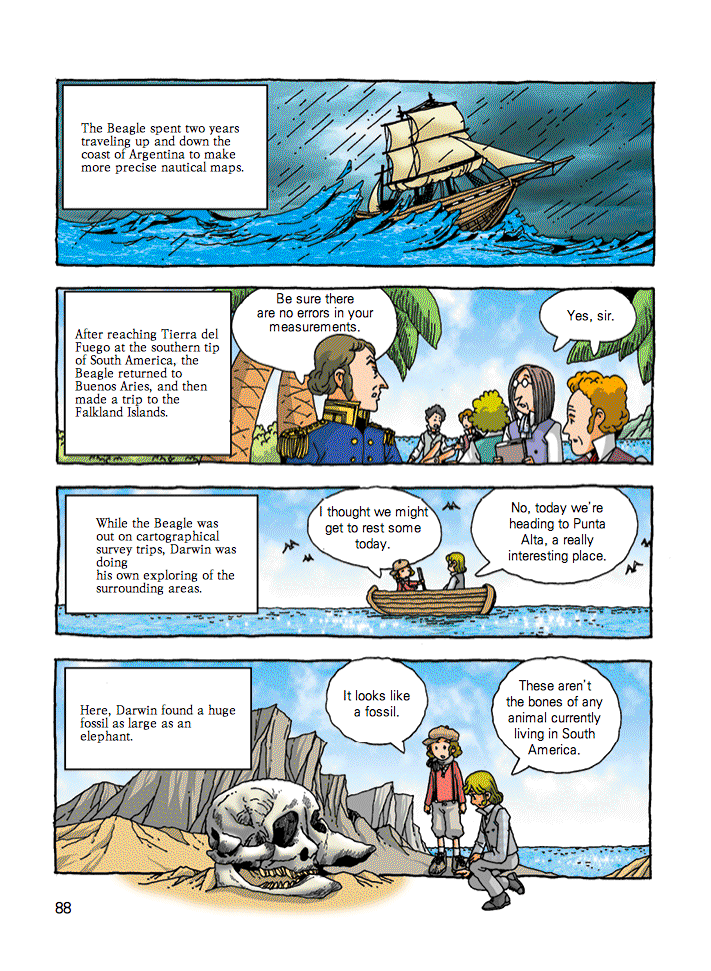 The Beagle spent two years
traveling up and down the
coast of Argentina to make
more precise nautical maps.
After reaching Tierra del
Fuego at the southern tip
of South America, the
Beagle returned to
Buenos Aries, and then
made a trip to the
Falkland Islands.
Be sure there
are no errors in your
measurements.
Yes, sir.
While the Beagle was
out on cartographical
survey trips, Darwin was
doing
his own exploring of the
surrounding areas.
I thought we might
get to rest some
today.
No, today we're
heading to Punta
Alta, a really
interesting place.
Here, Darwin found a huge
fossil as large as an
elephant.
It looks like
a fossil.
These aren't
the bones of any
animal currently
living in South
America.
88